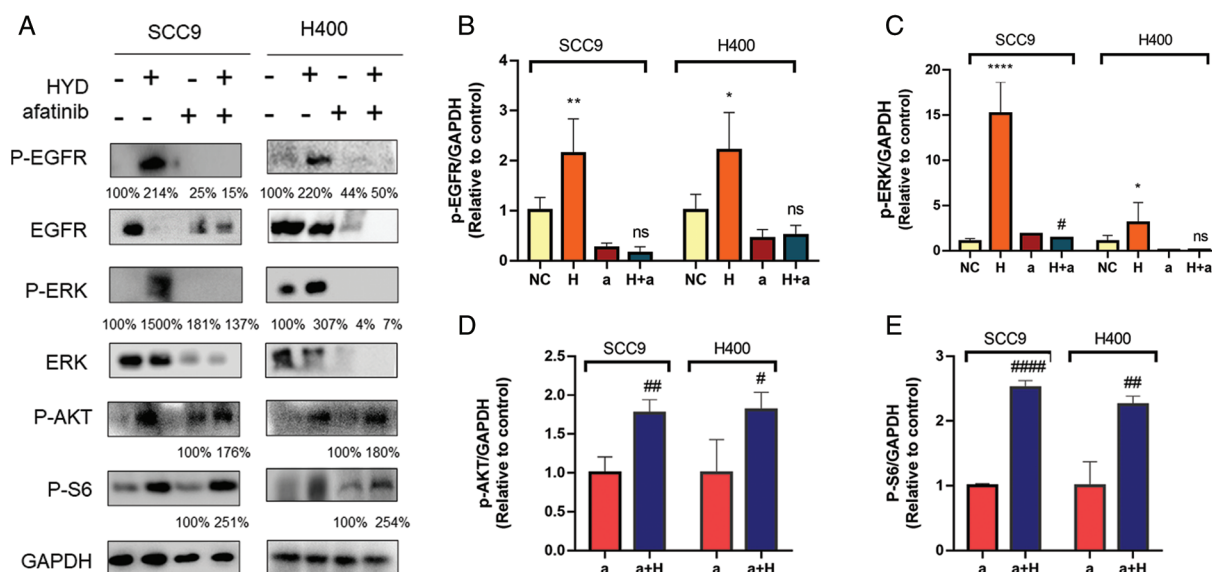 A
SCC9 H400
HYD - + - + - + - +
afatinib - - + + - - + +
P-EGFR
100% 214% 25% 15% 100% 220% 44% 50%
EGFR
P-ERK
100% 1500% 181% 137% 100% 307% 4% 7%
ERK
P-AKT
100% 176% 100% 180%
P-S6
100% 251% 100% 254%
GAPDH
B
SCC9 H400
p-EGFR/GAPDH
(Relative to control)
4
3
2
1
0
** ns * ns
NC H a H+a NC H a H+a
C
SCC9 H400
p-ERK/GAPDH
(Relative to control)
20
15
10
5
0
**** # * ns
NC H a H+a NC H a H+a
D
SCC9 H400
p-AKT/GAPDH
(Relative to control)
2.5
2.0
1.5
1.0
0.5
0.0
## #
a a+H a a+H
E
SCC9 H400
P-S6/GAPDH
(Relative to control)
3
2
1
0
#### ##
a a+H a a+H